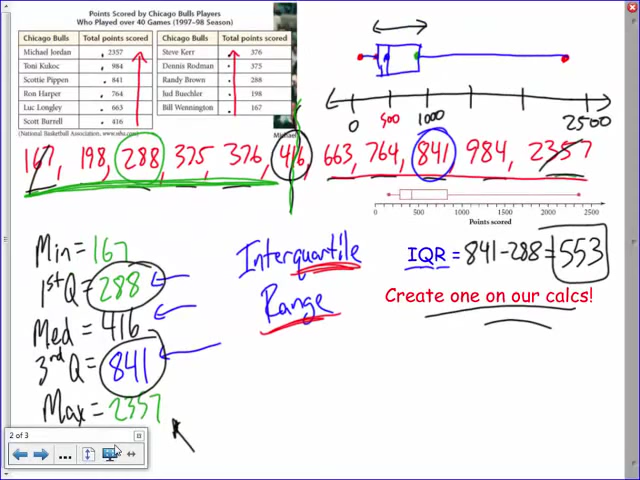 Points Scored by Chicago Bulls Players
Who Played over 40 Games (1997–98 Season)
Chicago Bulls Total points scored Chicago Bulls Total points scored
Michael Jordan 2357 Steve Kerr 376
Toni Kukoc 984 Dennis Rodman 375
Scottie Pippen 841 Randy Brown 288
Ron Harper 764 Jud Buechler 198
Luc Longley 663 Bill Wennington 167
Scott Burrell 416
(National Basketball Association, www.nba.com) Michael
0 500 1000 2500
167, 198, 288, 375, 376, 416, 663, 764, 841, 984, 2357
0 500 1000 1500 2000 2500
Points scored
Min = 167
1st Q = 288
Med = 416
3rd Q = 841
Max = 2357
Interquartile
Range
IQR = 841-288 = 553
Create one on our calcs!
2 of 3